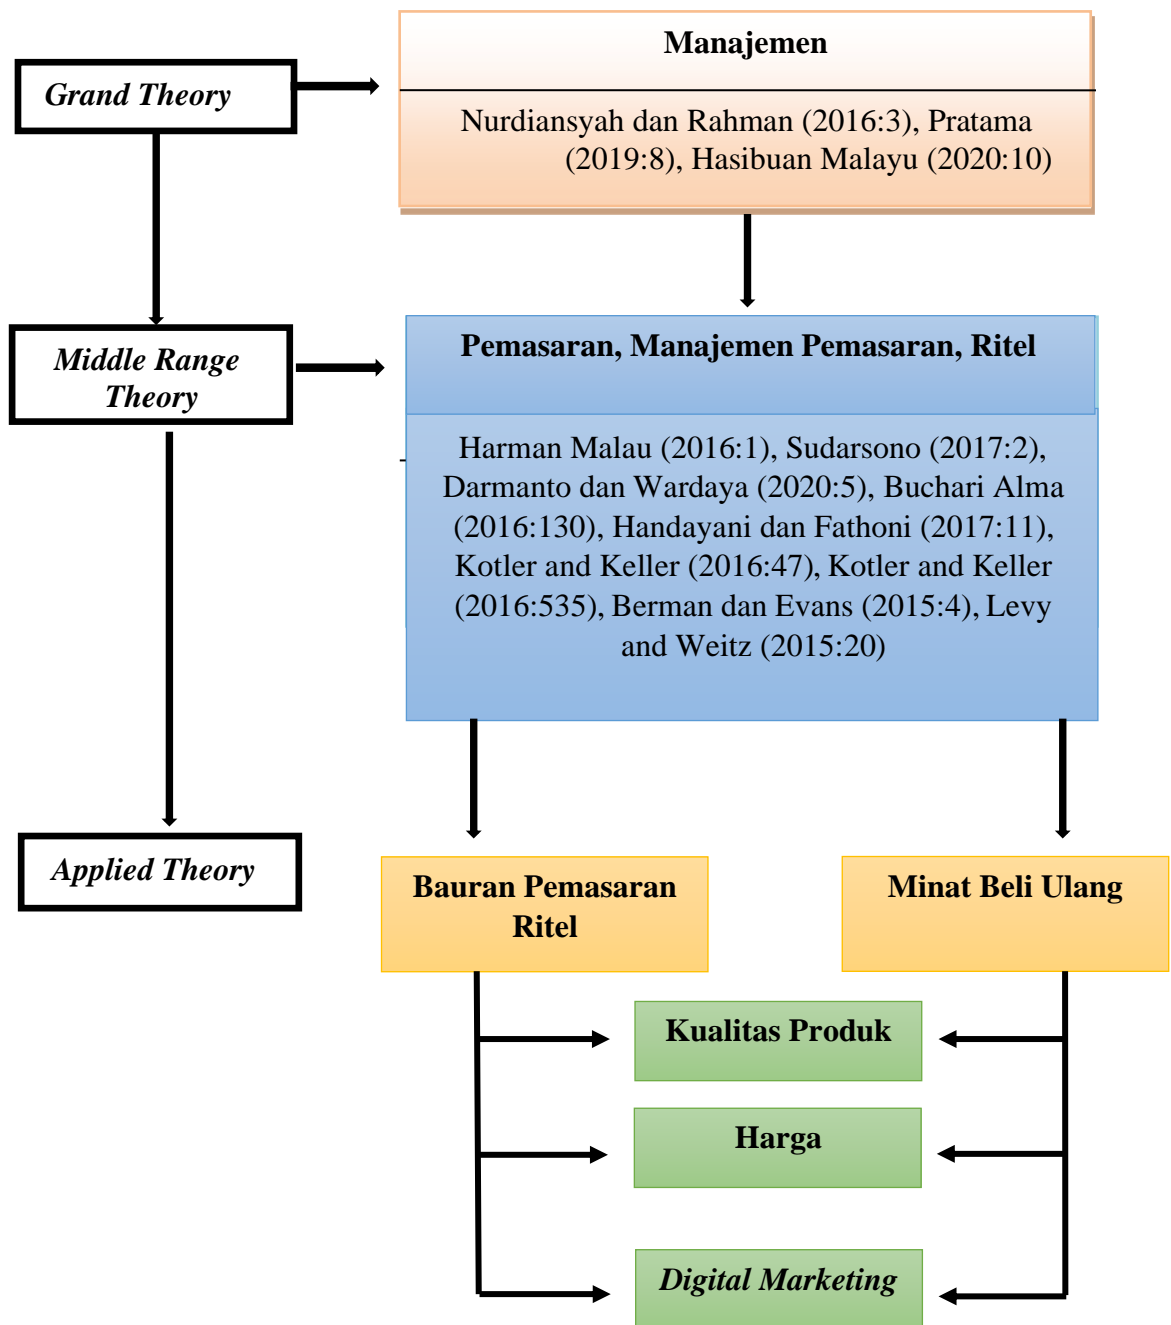 Manajemen
Grand Theory
Nurdiansyah dan Rahman (2016:3), Pratama
(2019:8), Hasibuan Malayu (2020:10)
Middle Range
Theory
Pemasaran, Manajemen Pemasaran, Ritel
Harman Malau (2016:1), Sudarsono (2017:2),
Darmanto dan Wardaya (2020:5), Buchari Alma
(2016:130), Handayani dan Fathoni (2017:11),
Kotler and Keller (2016:47), Kotler and Keller
(2016:535), Berman dan Evans (2015:4), Levy
and Weitz (2015:20)
Applied Theory
Bauran Pemasaran
Ritel
Minat Beli Ulang
Kualitas Produk
Harga
Digital Marketing